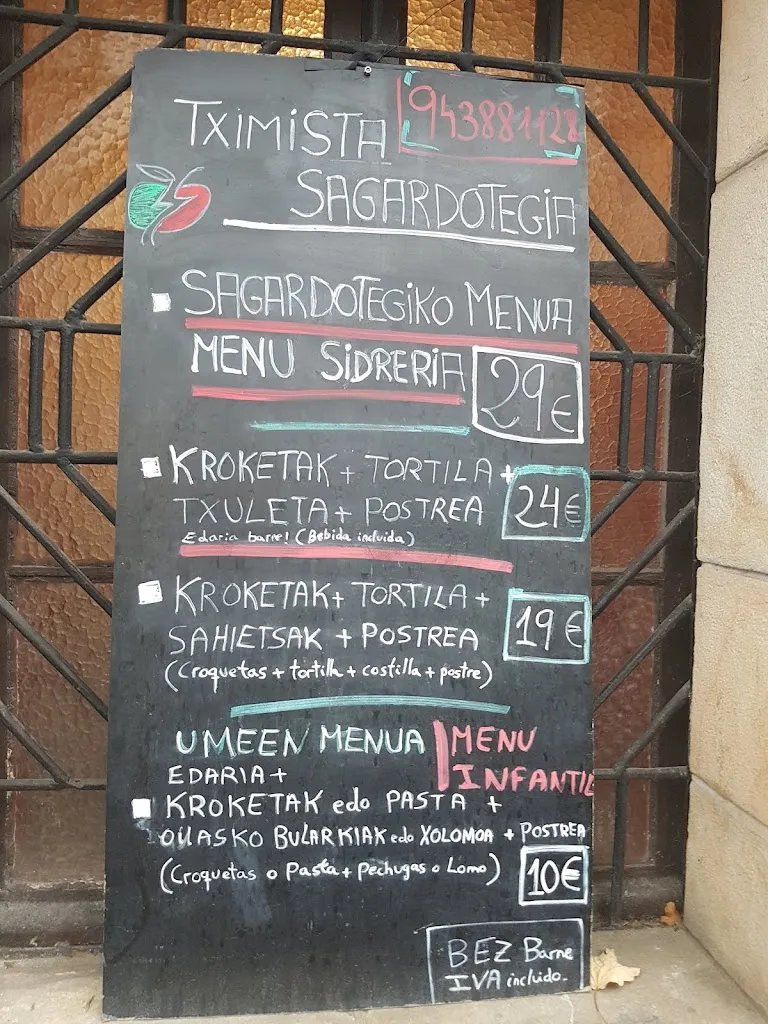 TXIMISTA
943881128
SAGARDOTEGIA
SAGARDOTEGIKO MENUA
MENU SIDRERIA
29€
KROKETAK + TORTILA +
TXULETA + POSTREA
24€
Edaria barne! (Bebida incluida)
KROKETAK + TORTILA +
SAHIETSAK + POSTREA
19€
(Croquetas + tortilla + costilla + postre)
UMEEN MENUA
MENU
INFANTIL
EDARIA +
KROKETAK edo PASTA +
OILASKO BULARKIAK edo XOLOMOA + POSTREA
(Croquetas o Pasta + Pechugas o Lomo)
10€
BEZ Barne
IVA incluido.